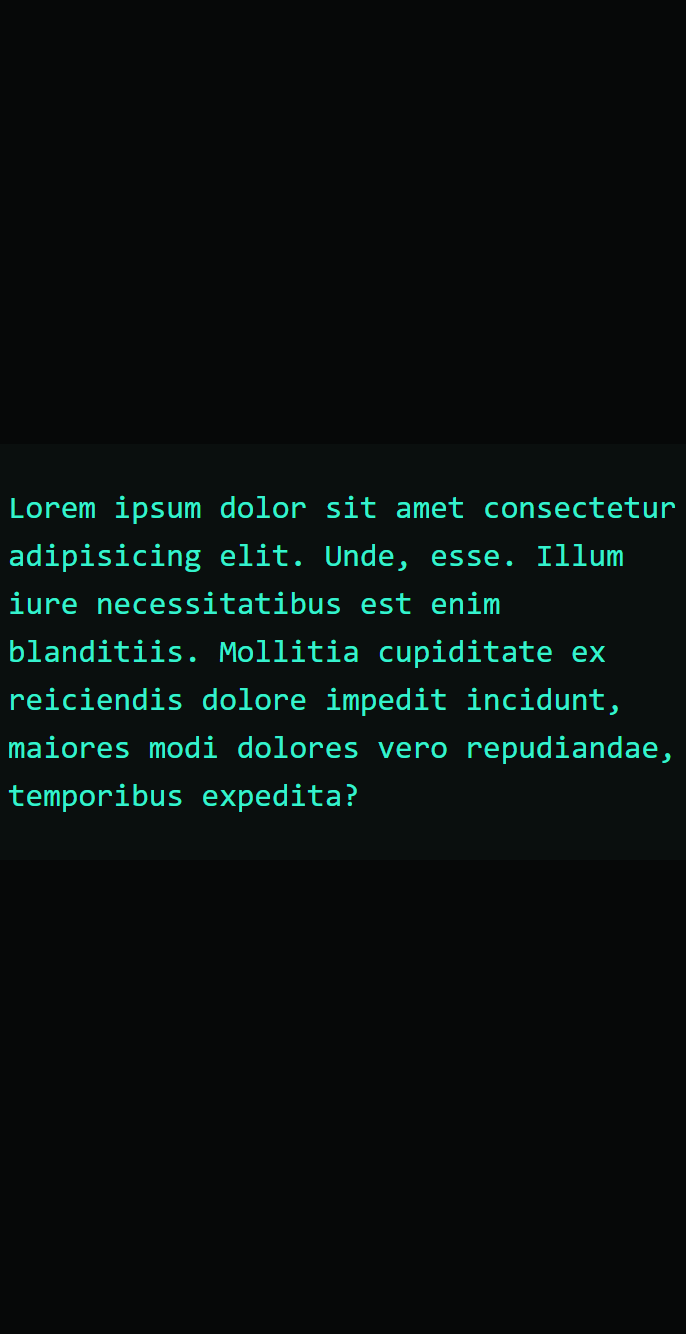 Lorem ipsum dolor sit amet consectetur
adipisicing elit. Unde, esse. Illum
iure necessitatibus est enim
blanditiis. Mollitia cupiditate ex
reiciendis dolore impedit incidunt,
maiores modi dolores vero repudiandae,
temporibus expedita?